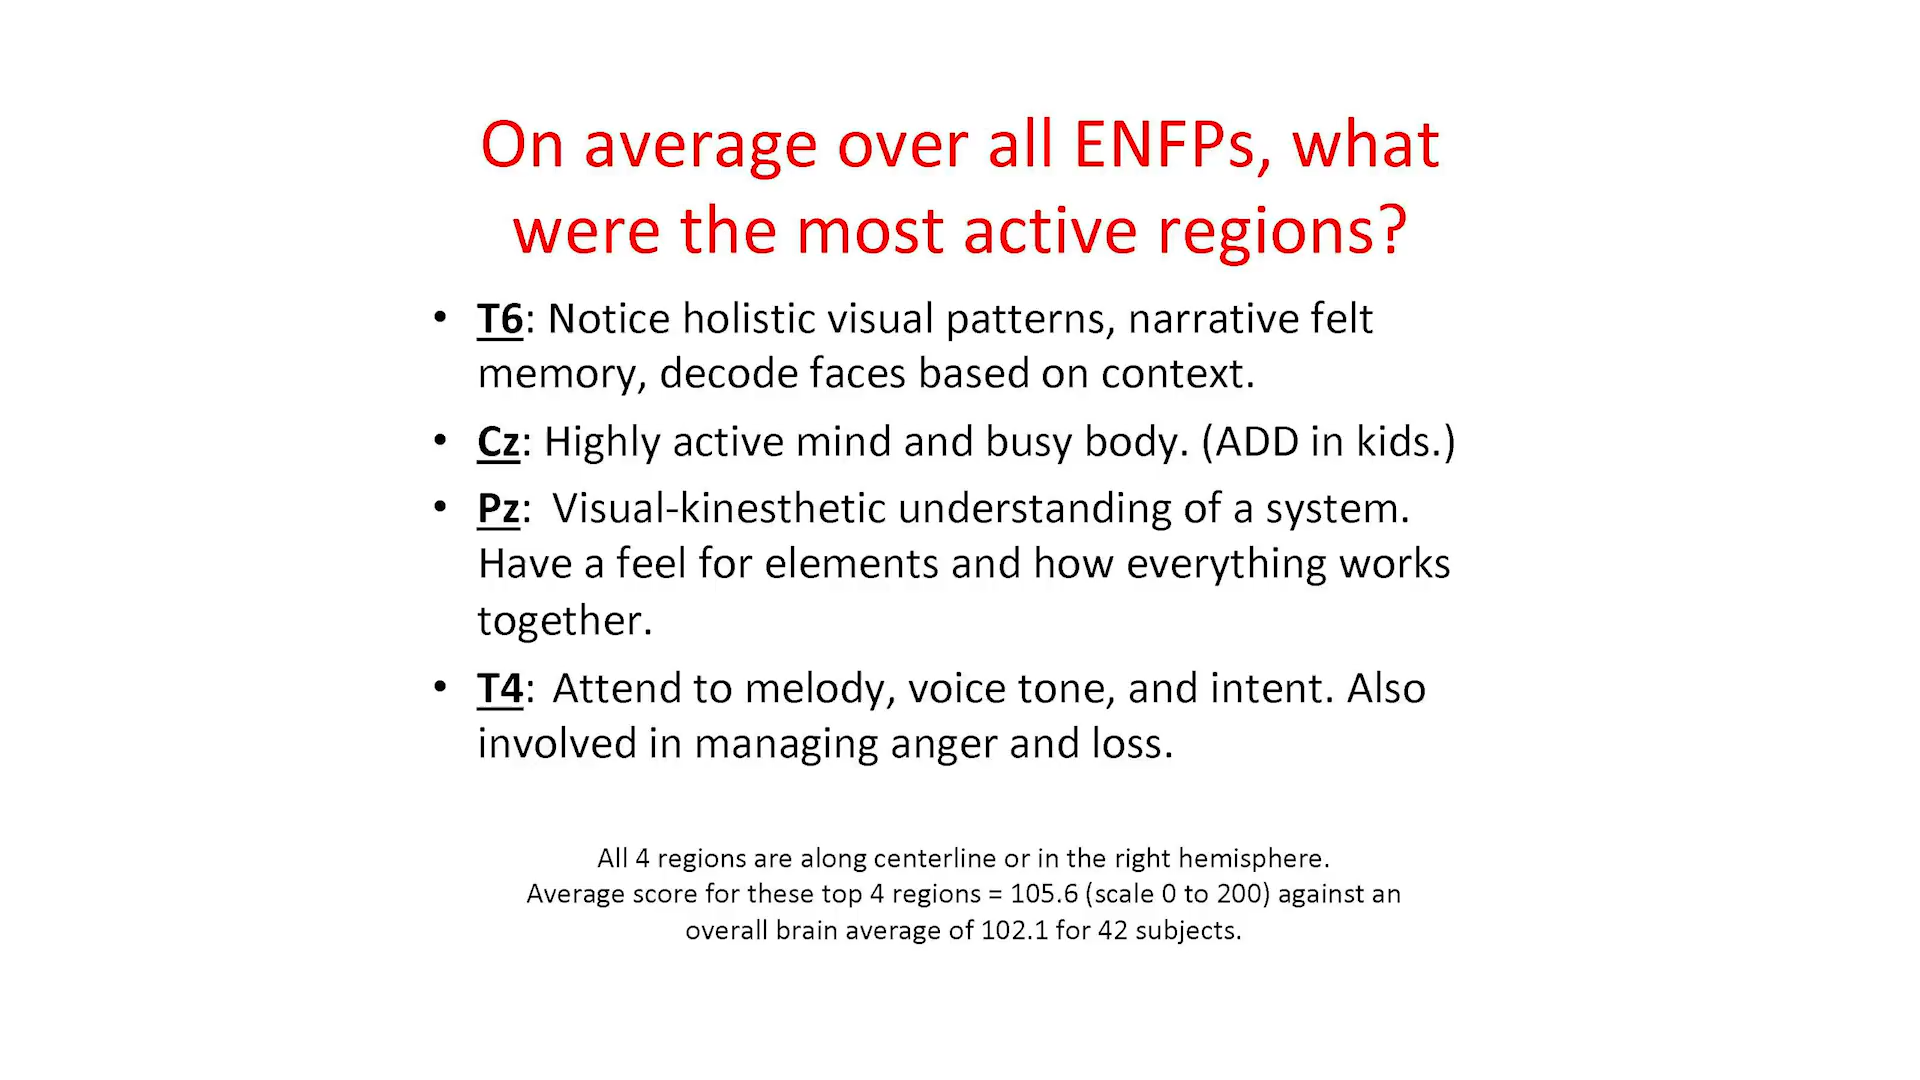 On average over all ENFPs, what
were the most active regions?
• T6: Notice holistic visual patterns, narrative felt
memory, decode faces based on context.
• Cz: Highly active mind and busy body. (ADD in kids.)
• Pz: Visual-kinesthetic understanding of a system.
Have a feel for elements and how everything works
together.
• T4: Attend to melody, voice tone, and intent. Also
involved in managing anger and loss.
All 4 regions are along centerline or in the right hemisphere.
Average score for these top 4 regions = 105.6 (scale 0 to 200) against an
overall brain average of 102.1 for 42 subjects.